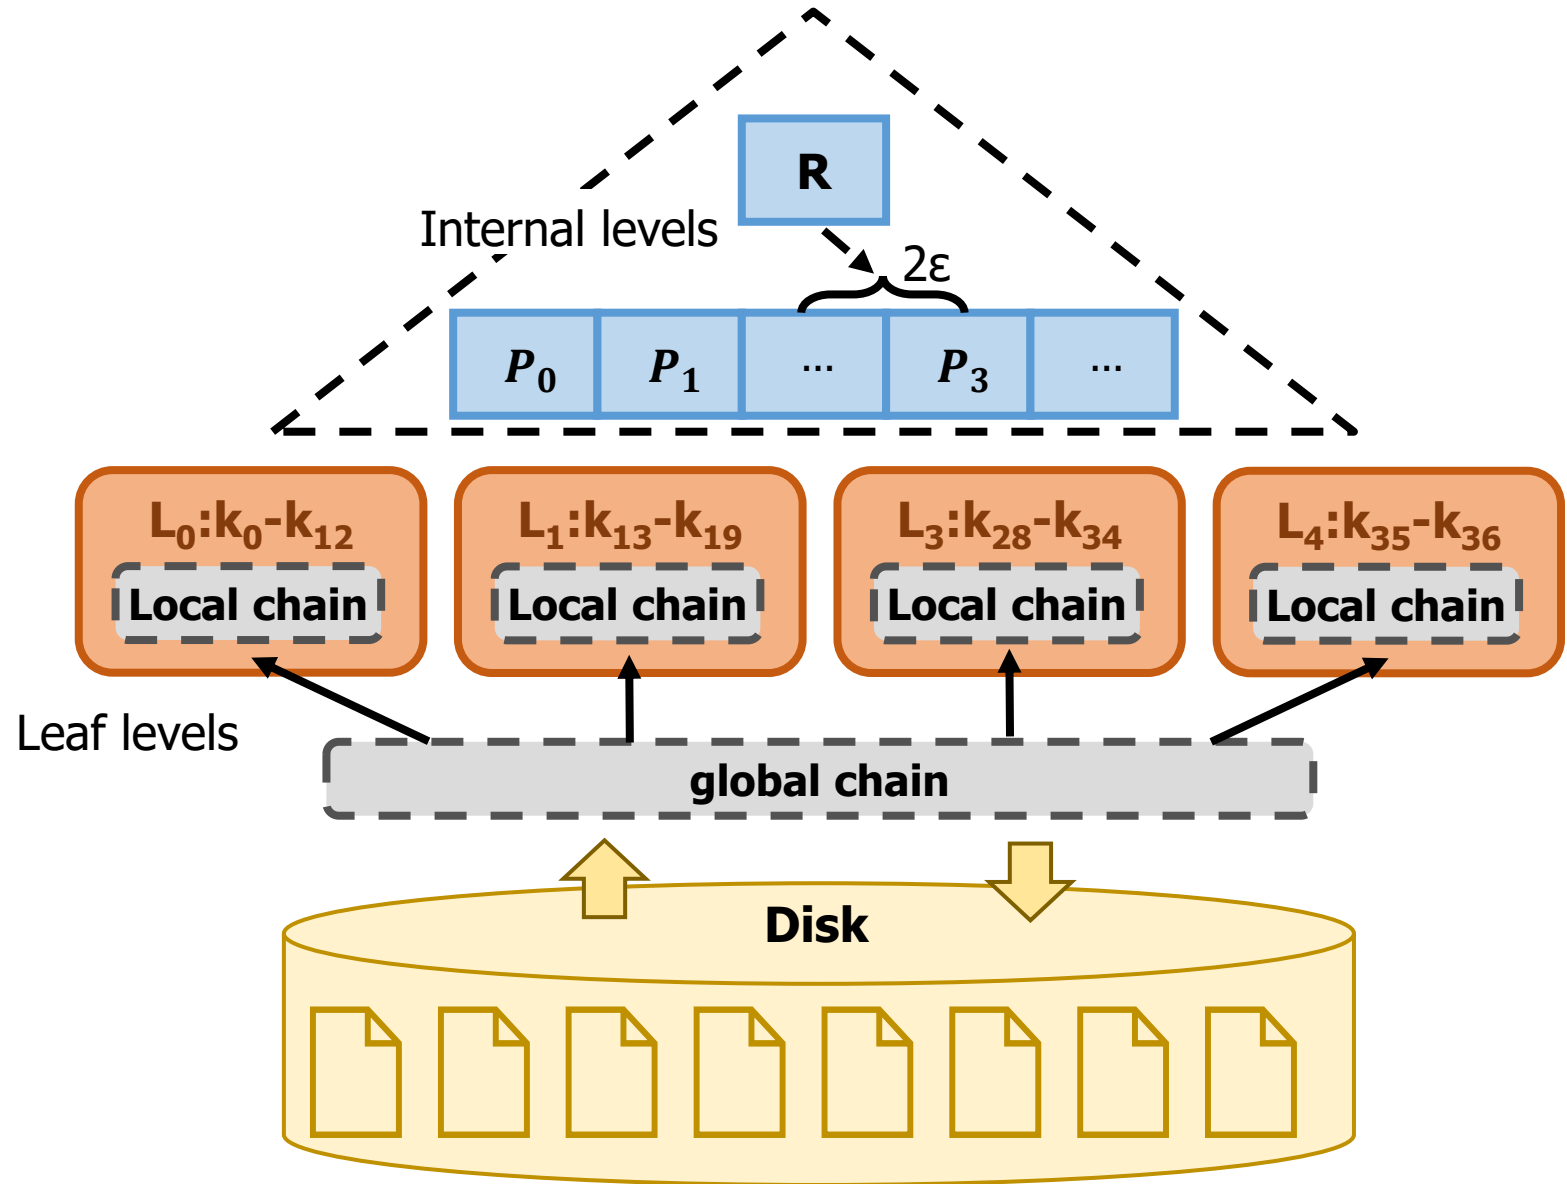 R
Internal levels
2ε
P₀ P₁ ... P₃ ...
L₀:k₀-k₁₂ L₁:k₁₃-k₁₉ L₃:k₂₈-k₃₄ L₄:k₃₅-k₃₆
Local chain Local chain Local chain Local chain
Leaf levels
global chain
Disk